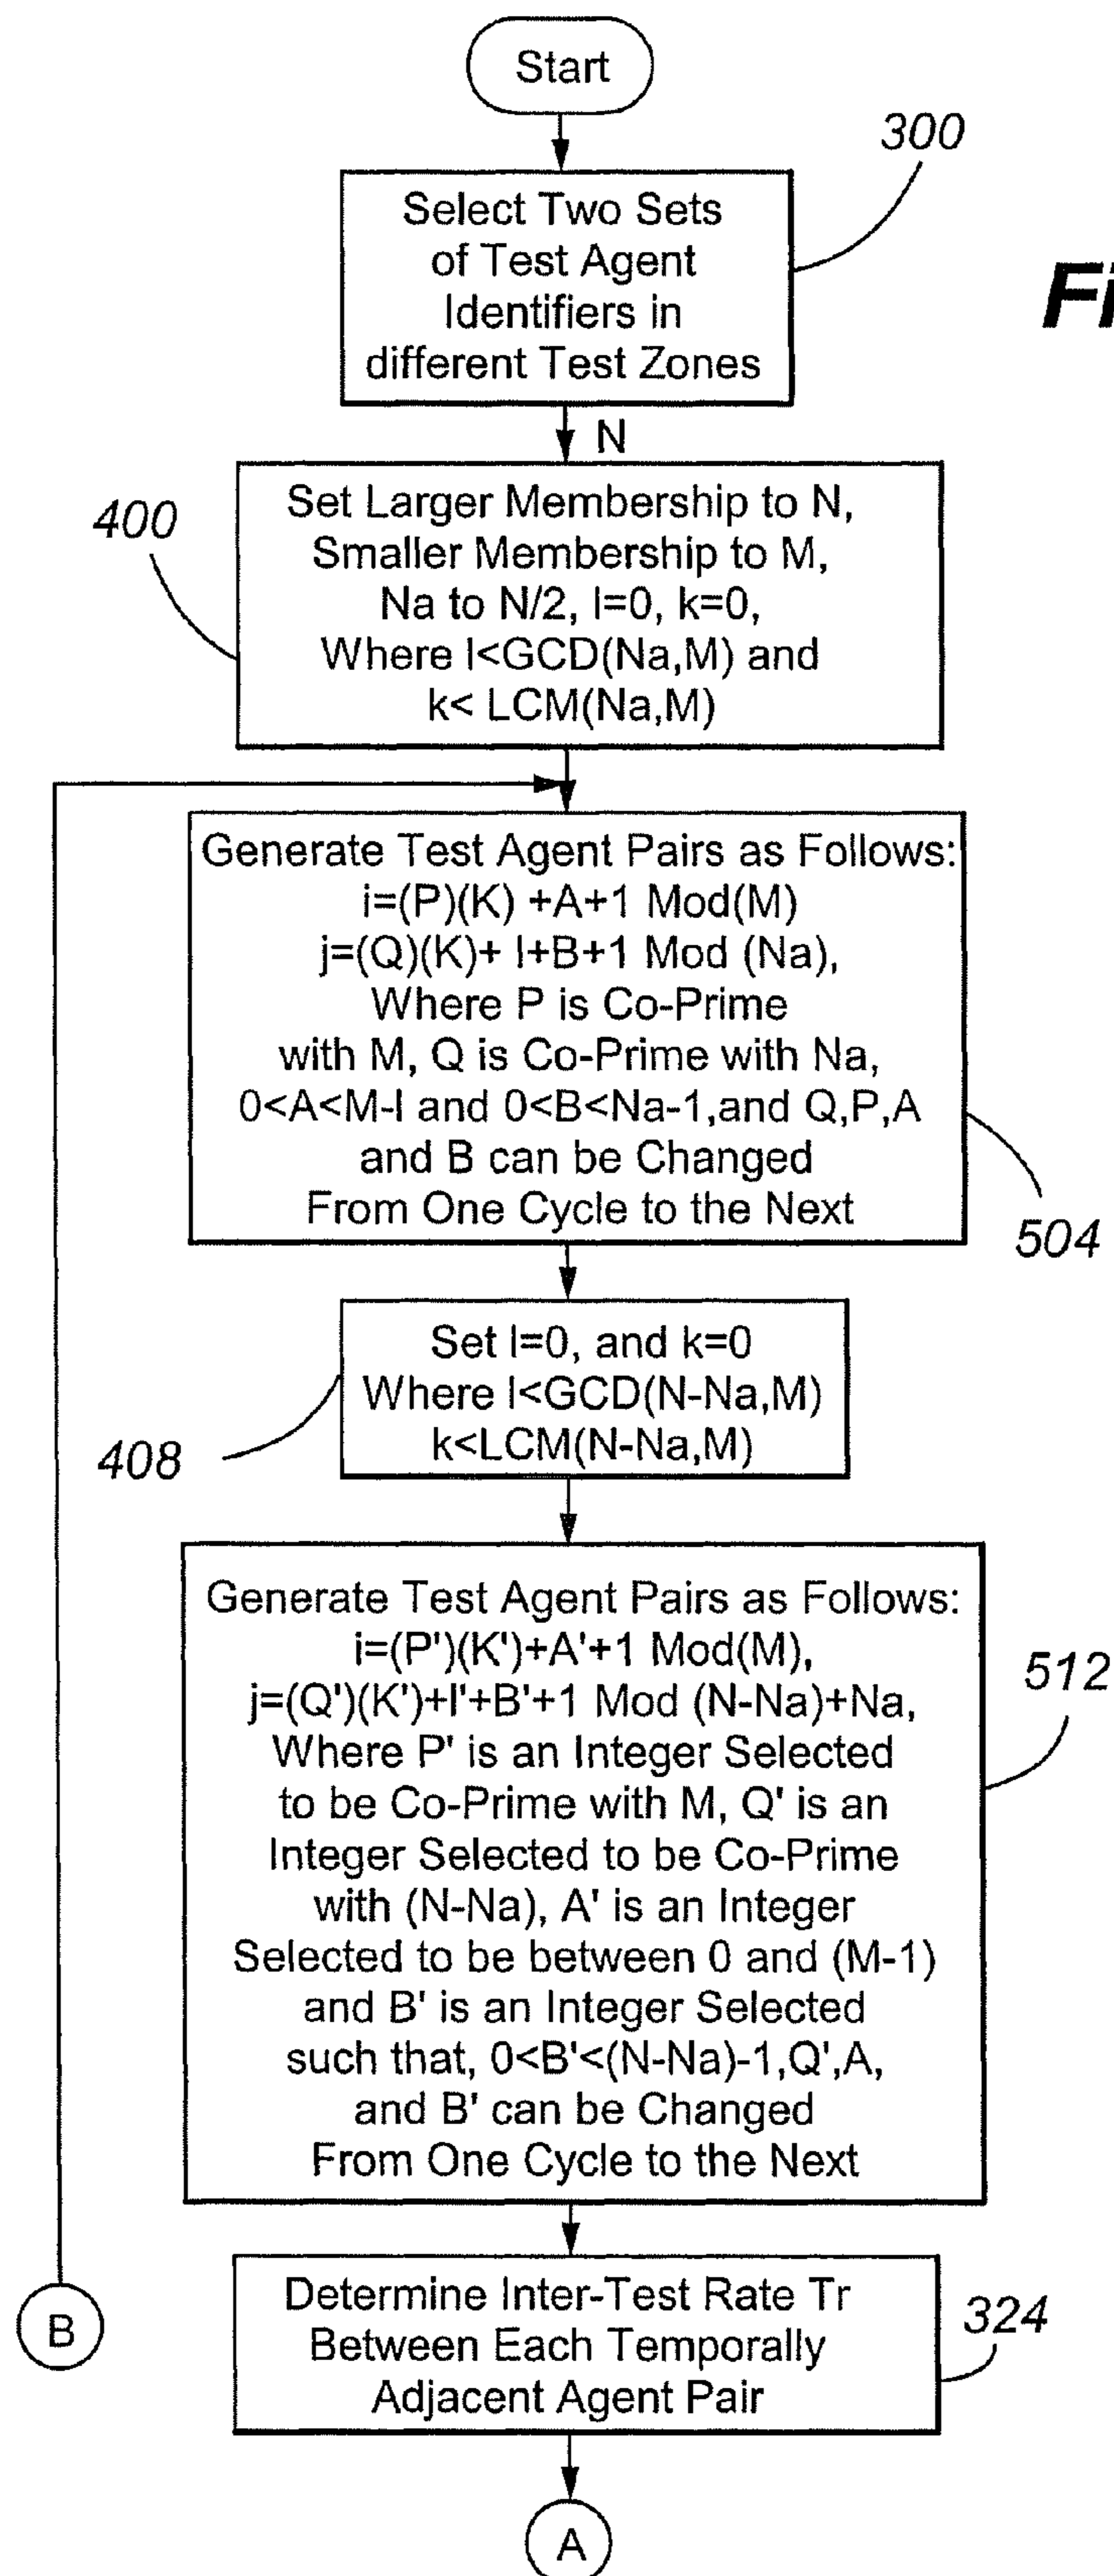 Start
300
Select Two Sets
of Test Agent
Identifiers in
different Test Zones
Fi
N
400
Set Larger Membership to N,
Smaller Membership to M,
Na to N/2, l=0, k=0,
Where l<GCD(Na,M) and
k< LCM(Na,M)
Generate Test Agent Pairs as Follows:
i=(P)(K) +A+1 Mod(M)
j=(Q)(K)+ l+B+1 Mod (Na),
Where P is Co-Prime
with M, Q is Co-Prime with Na,
0<A<M-l and 0<B<Na-1,and Q,P,A
and B can be Changed
From One Cycle to the Next
504
Set l=0, and k=0
Where l<GCD(N-Na,M)
k<LCM(N-Na,M)
408
Generate Test Agent Pairs as Follows:
i=(P')(K')+A'+1 Mod(M),
j=(Q')(K')+l'+B'+1 Mod (N-Na)+Na,
Where P' is an Integer Selected
to be Co-Prime with M, Q' is an
Integer Selected to be Co-Prime
with (N-Na), A' is an Integer
Selected to be between 0 and (M-1)
and B' is an Integer Selected
such that, 0<B'<(N-Na)-1,Q',A,
and B' can be Changed
From One Cycle to the Next
512
Determine Inter-Test Rate Tr
Between Each Temporally
Adjacent Agent Pair
324
B
A